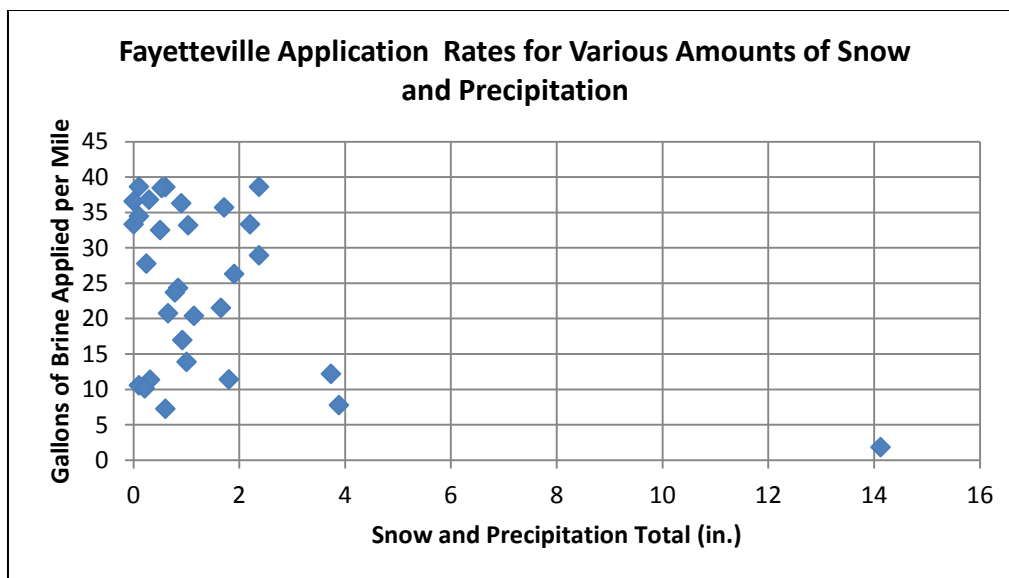 Fayetteville Application  Rates for Various Amounts of Snow
and Precipitation
Gallons of Brine Applied per Mile
45
40
35
30
25
20
15
10
5
0
0 2 4 6 8 10 12 14 16
Snow and Precipitation Total (in.)